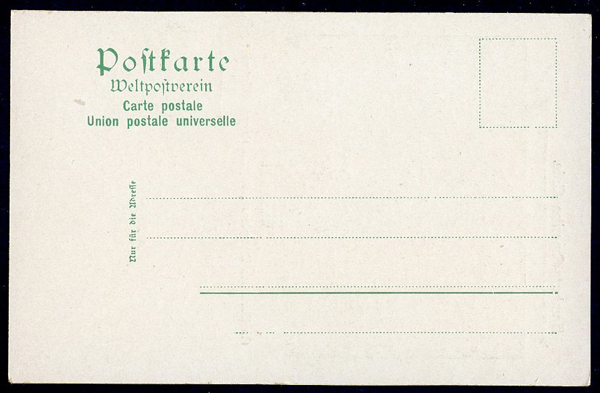 Poſtkarte
Weltpoſtverein
Carte postale
Union postale universelle
Nur für die Adreſſe